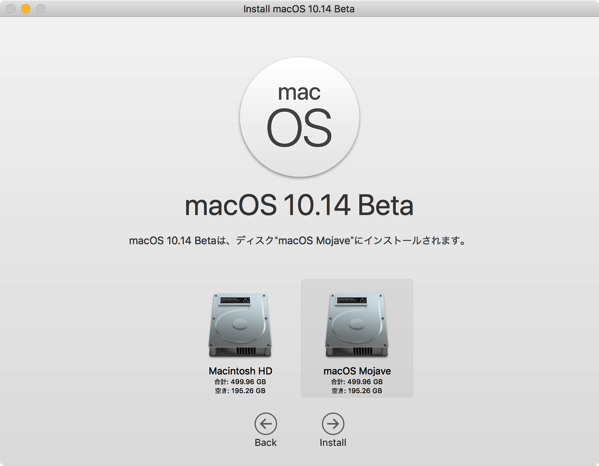 Install macOS 10.14 Beta
mac
OS
macOS 10.14 Beta
macOS 10.14 Betaは、ディスク“macOS Mojave”にインストールされます。
Macintosh HD
合計: 499.96 GB
空き: 195.26 GB
macOS Mojave
合計: 499.96 GB
空き: 195.26 GB
Back
Install